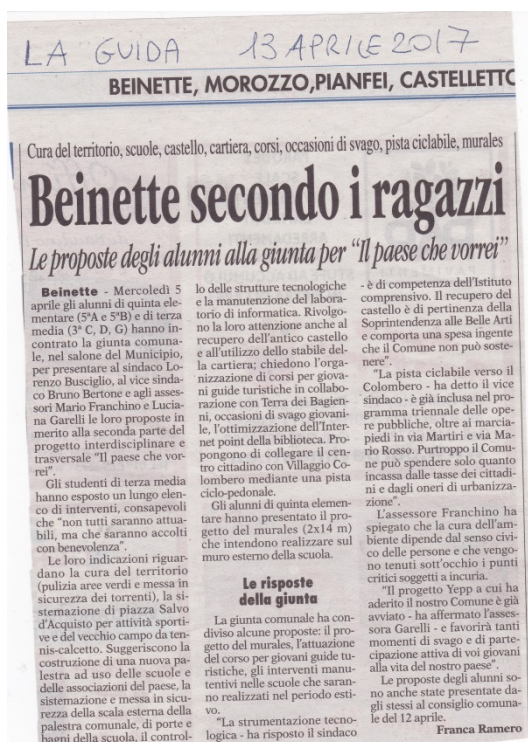 LA GUIDA 13 APRILE 2017
BEINETTE, MOROZZO, PIANFEI, CASTELLETTO
Cura del territorio, scuole, castello, cartiera, corsi, occasioni di svago, pista ciclabile, murales
Beinette secondo i ragazzi
Le proposte degli alunni alla giunta per "Il paese che vorrei"
Beinette - Mercoledì 5
aprile gli alunni di quinta ele-
mentare (5ªA e 5ªB) e di terza
media (3ª C, D, G) hanno in-
contrato la giunta comuna-
le, nel salone del Municipio,
per presentare al sindaco Lo-
renzo Busciglio, al vice sinda-
co Bruno Bertone e agli asses-
sori Mario Franchino e Lucia-
na Garelli le loro proposte in
merito alla seconda parte del
progetto interdisciplinare e
trasversale "Il paese che vor-
rei".
Gli studenti di terza media
hanno esposto un lungo elen-
co di interventi, consapevoli
che "non tutti saranno attua-
bili, ma che saranno accolti
con benevolenza".
Le loro indicazioni riguar-
dano la cura del territorio
(pulizia aree verdi e messa in
sicurezza dei torrenti), la si-
stemazione di piazza Salvo
d'Acquisto per attività sporti-
ve e del vecchio campo da ten-
nis-calcetto. Suggeriscono la
costruzione di una nuova pa-
lestra ad uso delle scuole e
delle associazioni del paese, la
sistemazione e messa in sicu-
rezza della scala esterna della
palestra comunale, di porte e
bagni della scuola, il control-
lo delle strutture tecnologiche
e la manutenzione del labora-
torio di informatica. Rivolgo-
no la loro attenzione anche al
recupero dell'antico castello
e all'utilizzo dello stabile del-
la cartiera; chiedono l'or-
ganizzazione di corsi per giova-
ni guide turistiche in collabo-
razione con Terra dei Bagien-
ni, occasioni di svago giovani-
le, l'ottimizzazione dell'Inter-
net point della biblioteca. Pro-
pongono di collegare il cen-
tro cittadino con Villaggio Co-
lombero mediante una pista
ciclo-pedonale.
Gli alunni di quinta elemen-
tare hanno presentato il pro-
getto del murales (2x14 m)
che intendono realizzare sul
muro esterno della scuola.
Le risposte
della giunta
La giunta comunale ha con-
diviso alcune proposte: il pro-
getto del murales, l'attuazione
del corso per giovani guide tu-
ristiche, gli interventi manu-
tentivi nelle scuole che saran-
no realizzati nel periodo esti-
vo.
"La strumentazione tecno-
logica - ha risposto il sindaco
- è di competenza dell'Istituto
comprensivo. Il recupero del
castello è di pertinenza della
Soprintendenza alle Belle Arti
e comporta una spesa ingente
che il Comune non può soste-
nere".
"La pista ciclabile verso il
Colombero - ha detto il vice
sindaco - è già inclusa nel pro-
gramma triennale delle ope-
re pubbliche, oltre ai marcia-
piedi in via Martiri e via Ma-
rio Rosso. Purtroppo il Comu-
ne può spendere solo quanto
incassa dalle tasse dei cittadi-
ni e dagli oneri di urbanizza-
zione".
L'assessore Franchino ha
spiegato che la cura dell'am-
biente dipende dal senso civi-
co delle persone e che vengo-
no tenuti sott'occhio i punti
critici soggetti a incuria.
"Il progetto Yepp a cui ha
aderito il nostro Comune è già
avviato - ha affermato l'asses-
sora Garelli - e favorirà tanti
momenti di svago e di parte-
cipazione attiva di voi giovani
alla vita del nostro paese".
Le proposte degli alunni so-
no anche state presentate da-
gli stessi al consiglio comuna-
le del 12 aprile.
Franca Ramero